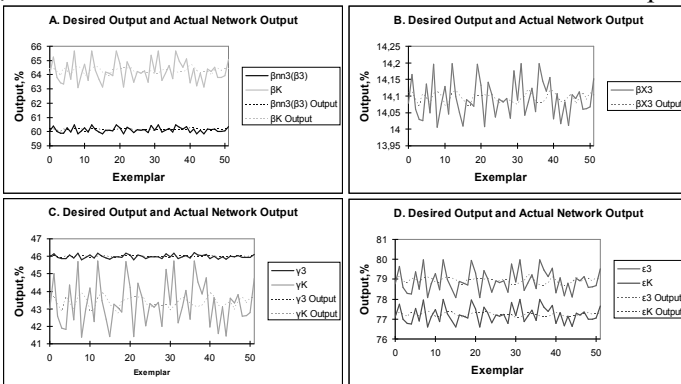 A. Desired Output and Actual Network Output
Output,%
66
65
64
63
62
61
60
59
0 10 20 30 40 50
Exemplar
βnn3(β3)
βK
βnn3(β3) Output
βK Output
B. Desired Output and Actual Network Output
Output,%
14,25
14,2
14,15
14,1
14,05
14
13,95
0 10 20 30 40 50
Exemplar
βX3
βX3 Output
C. Desired Output and Actual Network Output
Output,%
47
46
45
44
43
42
41
0 10 20 30 40 50
Exemplar
γ3
γK
γ3 Output
γK Output
D. Desired Output and Actual Network Output
Output,%
81
80
79
78
77
76
0 10 20 30 40 50
Exemplar
ε3
εK
ε3 Output
εK Output